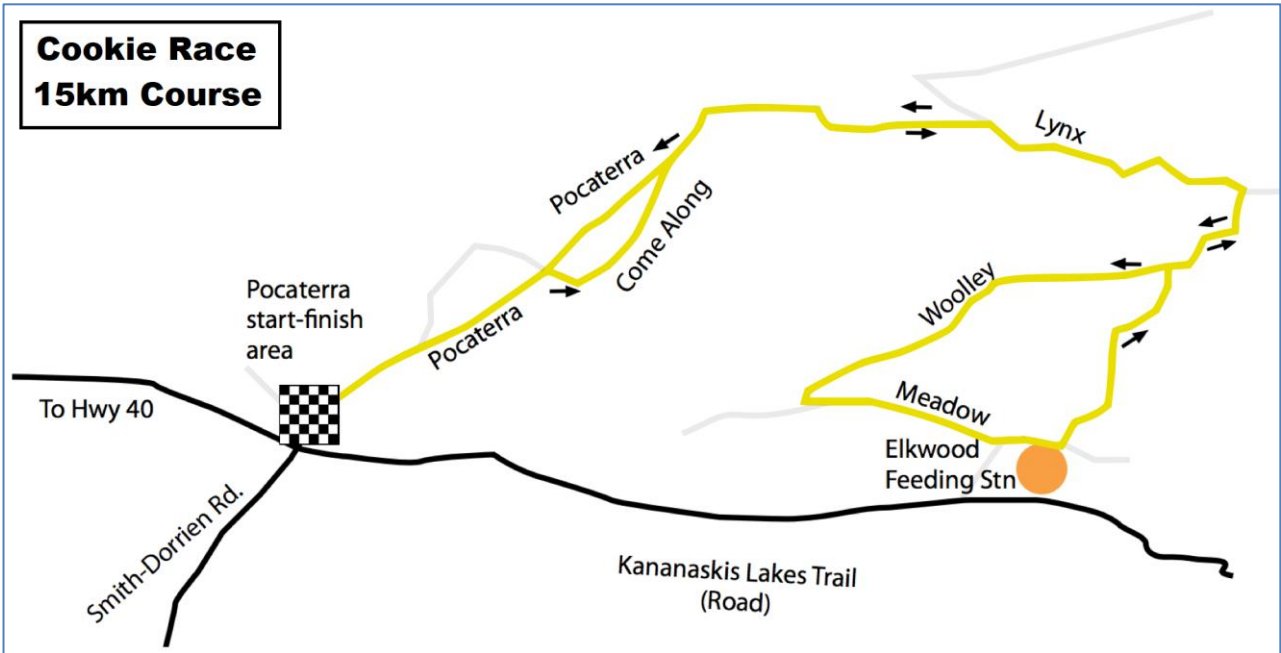 Cookie Race
15km Course
Lynx
Pocaterra
Come Along
Woolley
Pocaterra
start-finish
area
Pocaterra
To Hwy 40
Meadow
Elkwood
Feeding Stn
Smith-Dorrien Rd.
Kananaskis Lakes Trail
(Road)